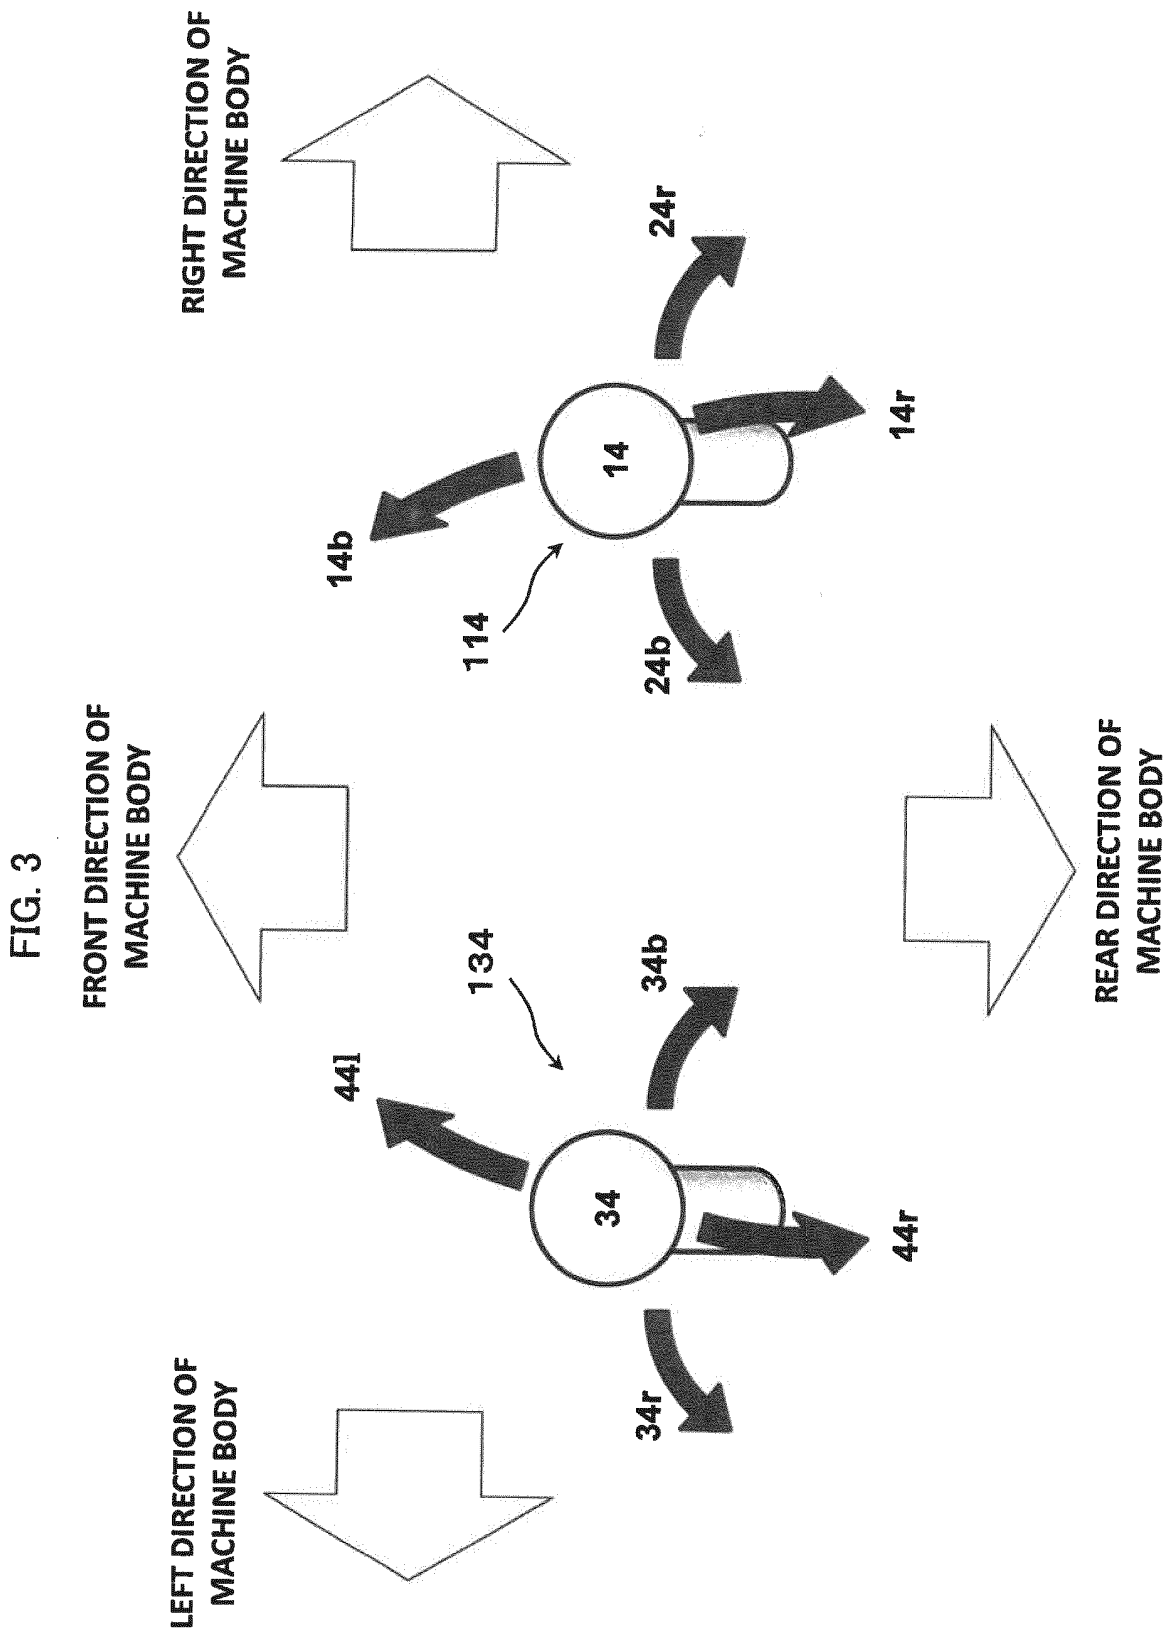 FIG. 3
FRONT DIRECTION OF
MACHINE BODY
LEFT DIRECTION OF
MACHINE BODY
RIGHT DIRECTION OF
MACHINE BODY
44l
134
114
14b
34r
34
34b
24b
14
24r
44r
14r
REAR DIRECTION OF
MACHINE BODY